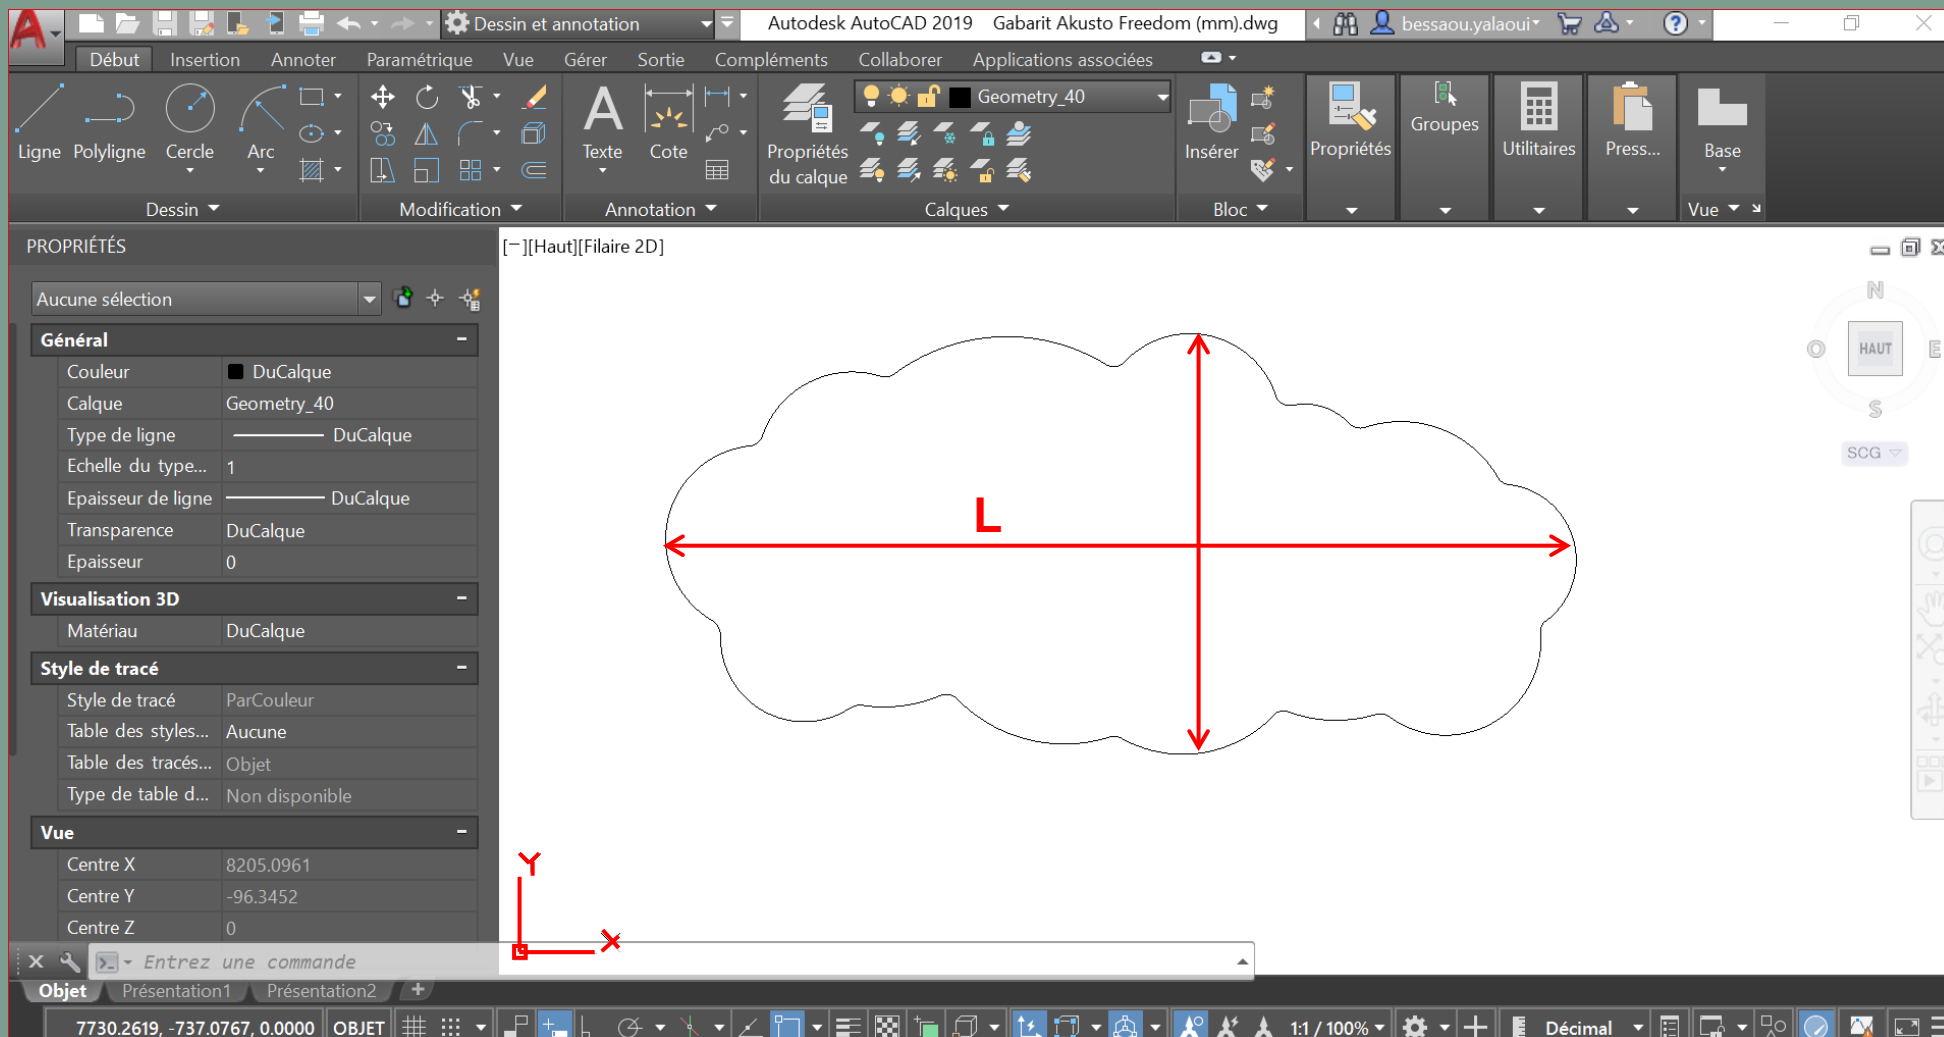 Dessin et annotation
Autodesk AutoCAD 2019 Gabarit Akusto Freedom (mm).dwg
bessaou.yalaoui
Début Insertion Annoter Paramétrique Vue Gérer Sortie Compléments Collaborer Applications associées
Geometry_40
Ligne Polyligne Cercle Arc
Texte Cote
Propriétés
du calque
Insérer
Propriétés
Groupes
Utilitaires
Press...
Base
Dessin Modification Annotation Calques Bloc Vue
PROPRIÉTÉS
[−][Haut][Filaire 2D]
Aucune sélection
Général
Couleur DuCalque
Calque Geometry_40
Type de ligne DuCalque
Echelle du type... 1
Epaisseur de ligne DuCalque
Transparence DuCalque
Epaisseur 0
Visualisation 3D
Matériau DuCalque
Style de tracé
Style de tracé ParCouleur
Table des styles... Aucune
Table des tracés... Objet
Type de table d... Non disponible
Vue
Centre X 8205.0961
Centre Y -96.3452
Centre Z 0
N
O HAUT E
S
SCG
L
Y
X
Entrez une commande
Objet Présentation1 Présentation2 +
7730.2619, -737.0767, 0.0000 OBJET 1:1 / 100% Décimal